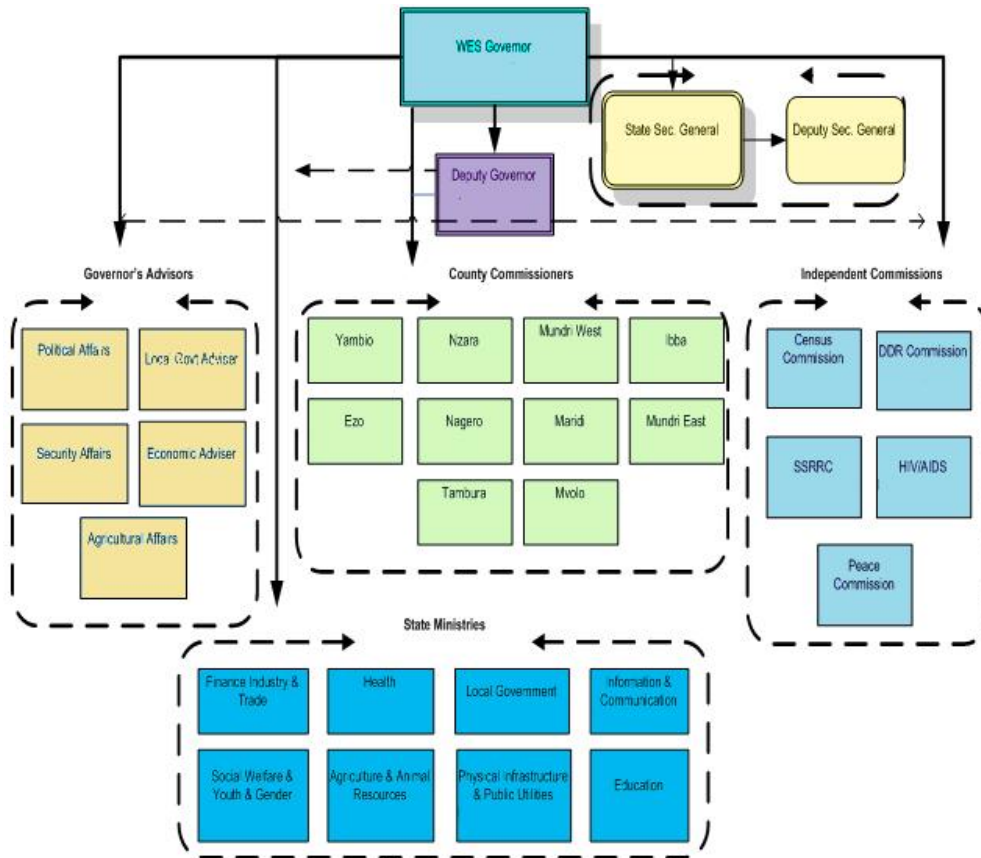 WES Governor
State Sec. General
Deputy Sec. General
Deputy Governor
Governor's Advisors
County Commissioners
Independent Commissions
Political Affairs
Local Govt Adviser
Security Affairs
Economic Adviser
Agricultural Affairs
Yambio
Nzara
Mundri West
Ibba
Ezo
Nagero
Maridi
Mundri East
Tambura
Mvolo
Census
Commission
DDR Commission
SSRRC
HIV/AIDS
Peace
Commission
State Ministries
Finance Industry &
Trade
Health
Local Government
Information &
Communication
Social Welfare &
Youth & Gender
Agriculture & Animal
Resources
Physical Infrastructure
& Public Utilities
Education